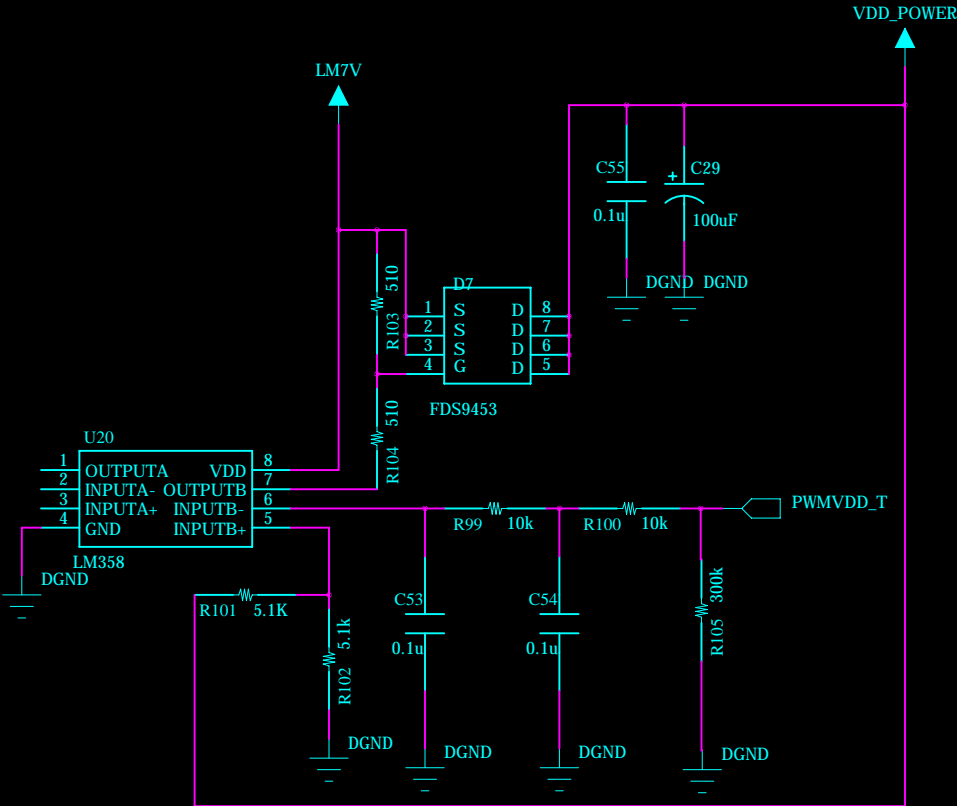 VDD_POWER
LM7V
C55
C29
+
0.1u
100uF
DGND DGND
510
R103
D7
1 S D 8
2 S D 7
3 S D 6
4 G D 5
FDS9453
510
R104
U20
1 OUTPUTA VDD 8
2 INPUTA- OUTPUTB 7
3 INPUTA+ INPUTB- 6
4 GND INPUTB+ 5
LM358
DGND
R99 10k R100 10k
PWMVDD_T
R101 5.1K
5.1k
R102
C53
0.1u
C54
0.1u
300k
R105
DGND
DGND
DGND
DGND